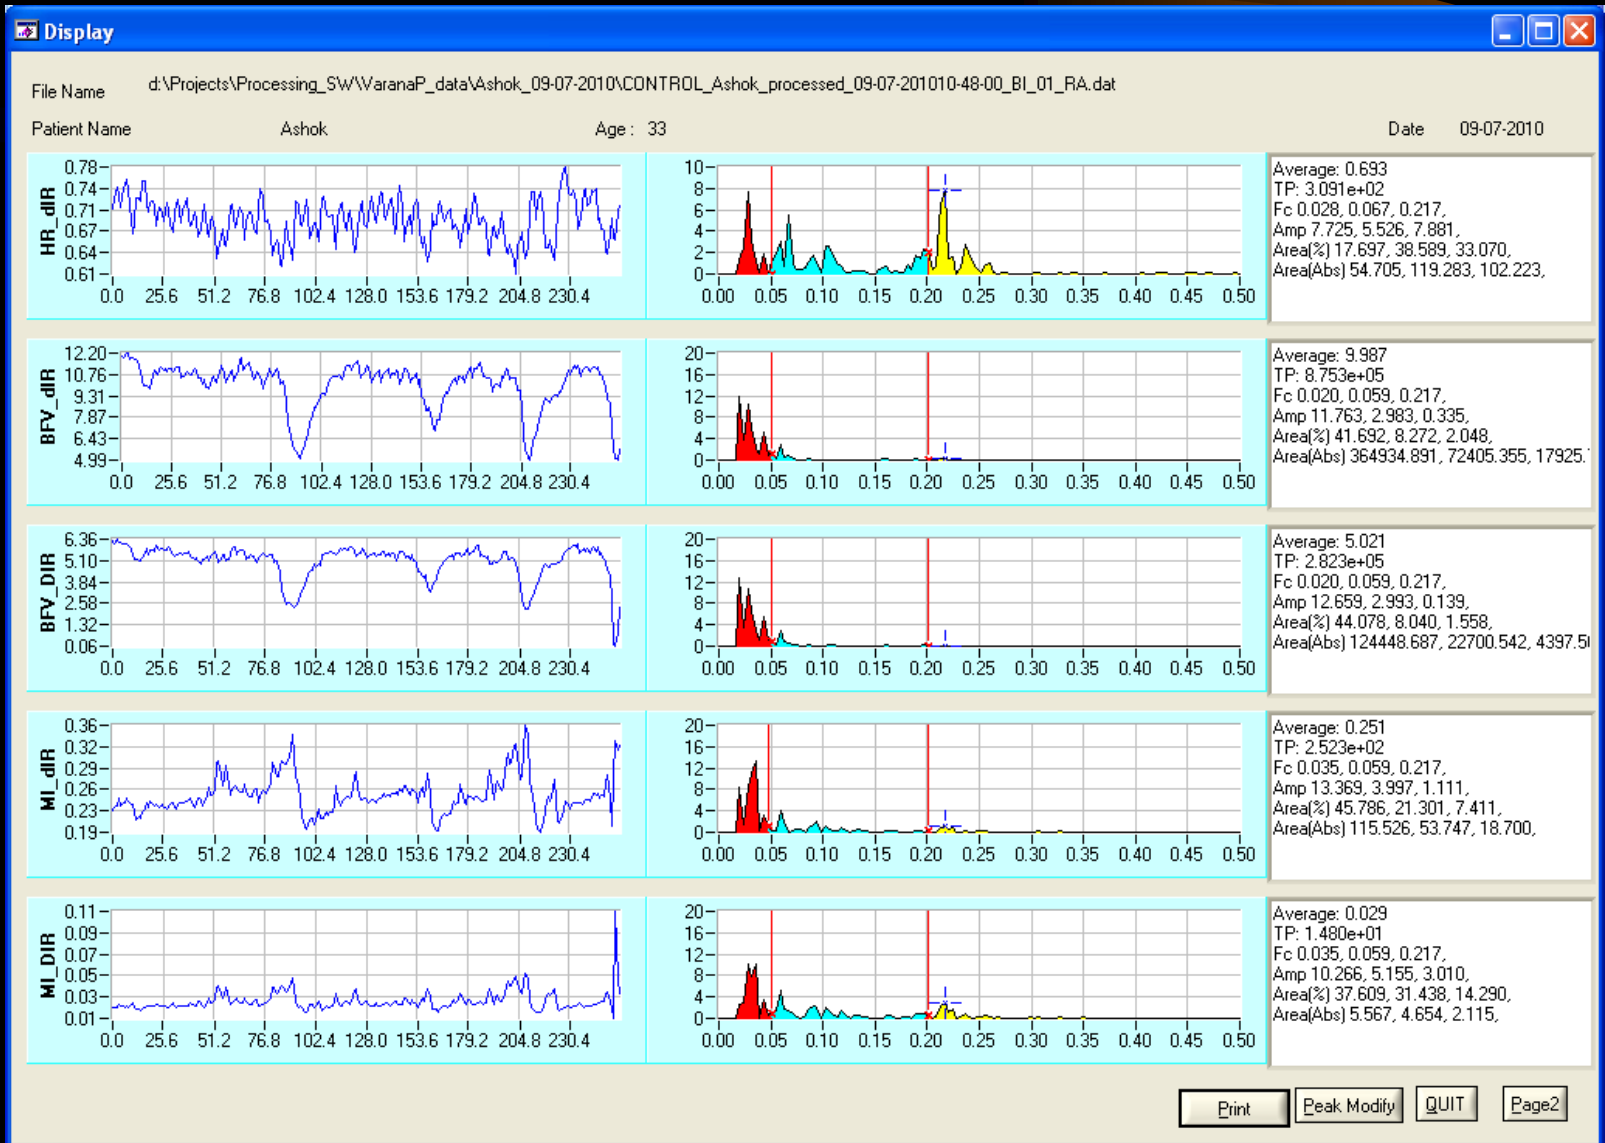 Display
File Name d:\Projects\Processing_SW\VaranaP_data\Ashok_09-07-2010\CONTROL_Ashok_processed_09-07-201010-48-00_BI_01_RA.dat
Patient Name Ashok Age : 33 Date 09-07-2010
HR_dIR
0.78
0.74
0.71
0.67
0.64
0.61
0.0 25.6 51.2 76.8 102.4 128.0 153.6 179.2 204.8 230.4
10
8
6
4
2
0
0.00 0.05 0.10 0.15 0.20 0.25 0.30 0.35 0.40 0.45 0.50
Average: 0.693
TP: 3.091e+02
Fc 0.028, 0.067, 0.217,
Amp 7.725, 5.526, 7.881,
Area(%) 17.697, 38.589, 33.070,
Area(Abs) 54.705, 119.283, 102.223,
BFV_dIR
12.20
10.76
9.31
7.87
6.43
4.99
0.0 25.6 51.2 76.8 102.4 128.0 153.6 179.2 204.8 230.4
20
16
12
8
4
0
0.00 0.05 0.10 0.15 0.20 0.25 0.30 0.35 0.40 0.45 0.50
Average: 9.987
TP: 8.753e+05
Fc 0.020, 0.059, 0.217,
Amp 11.763, 2.983, 0.335,
Area(%) 41.692, 8.272, 2.048,
Area(Abs) 364934.891, 72405.355, 17925.
BFV_DIR
6.36
5.10
3.84
2.58
1.32
0.06
0.0 25.6 51.2 76.8 102.4 128.0 153.6 179.2 204.8 230.4
20
16
12
8
4
0
0.00 0.05 0.10 0.15 0.20 0.25 0.30 0.35 0.40 0.45 0.50
Average: 5.021
TP: 2.823e+05
Fc 0.020, 0.059, 0.217,
Amp 12.659, 2.993, 0.139,
Area(%) 44.078, 8.040, 1.558,
Area(Abs) 124448.687, 22700.542, 4397.5
MI_dIR
0.36
0.32
0.29
0.26
0.23
0.19
0.0 25.6 51.2 76.8 102.4 128.0 153.6 179.2 204.8 230.4
20
16
12
8
4
0
0.00 0.05 0.10 0.15 0.20 0.25 0.30 0.35 0.40 0.45 0.50
Average: 0.251
TP: 2.523e+02
Fc 0.035, 0.059, 0.217,
Amp 13.369, 3.997, 1.111,
Area(%) 45.786, 21.301, 7.411,
Area(Abs) 115.526, 53.747, 18.700,
MI_DIR
0.11
0.09
0.07
0.05
0.03
0.01
0.0 25.6 51.2 76.8 102.4 128.0 153.6 179.2 204.8 230.4
20
16
12
8
4
0
0.00 0.05 0.10 0.15 0.20 0.25 0.30 0.35 0.40 0.45 0.50
Average: 0.029
TP: 1.480e+01
Fc 0.035, 0.059, 0.217,
Amp 10.266, 5.155, 3.010,
Area(%) 37.609, 31.438, 14.290,
Area(Abs) 5.567, 4.654, 2.115,
Print Peak Modify QUIT Page2